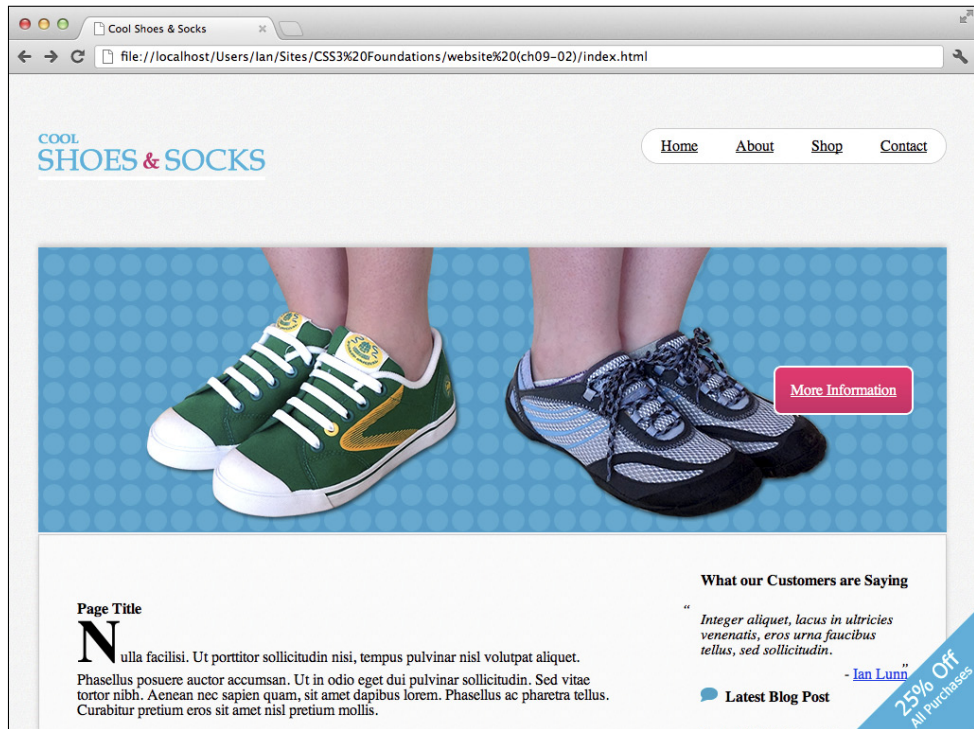 Cool Shoes & Socks
file://localhost/Users/Ian/Sites/CSS3%20Foundations/website%20(ch09-02)/index.html
COOL
SHOES & SOCKS
Home About Shop Contact
More Information
Page Title
Nulla facilisi. Ut porttitor sollicitudin nisi, tempus pulvinar nisl volutpat aliquet.
Phasellus posuere auctor accumsan. Ut in odio eget dui pulvinar sollicitudin. Sed vitae
tortor nibh. Aenean nec sapien quam, sit amet dapibus lorem. Phasellus ac pharetra tellus.
Curabitur pretium eros sit amet nisl pretium mollis.
What our Customers are Saying
“ Integer aliquet, lacus in ultricies
venenatis, eros urna faucibus
tellus, sed sollicitudin.
”
- Ian Lunn
Latest Blog Post
25% Off
All Purchases